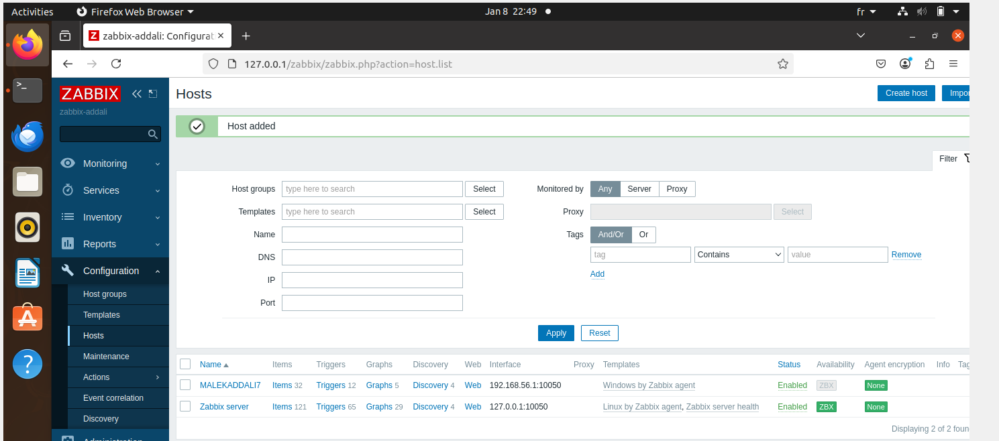 Activities Firefox Web Browser Jan 8 22:49 fr
zabbix-addali: Configurat
127.0.0.1/zabbix/zabbix.php?action=host.list
ZABBIX
zabbix-addali
Monitoring
Services
Inventory
Reports
Configuration
Host groups
Templates
Hosts
Maintenance
Actions
Event correlation
Discovery
Hosts Create host Impor
Host added
Filter
Host groups type here to search Select Monitored by Any Server Proxy
Templates type here to search Select Proxy Select
Name Tags And/Or Or
DNS tag Contains value Remove
IP Add
Port
Apply Reset
Name Items Triggers Graphs Discovery Web Interface Proxy Templates Status Availability Agent encryption Info Tag
MALEKADDALI7 Items 32 Triggers 12 Graphs 5 Discovery 4 Web 192.168.56.1:10050 Windows by Zabbix agent Enabled ZBX None
Zabbix server Items 121 Triggers 65 Graphs 29 Discovery 4 Web 127.0.0.1:10050 Linux by Zabbix agent, Zabbix server health Enabled ZBX None
Displaying 2 of 2 foun